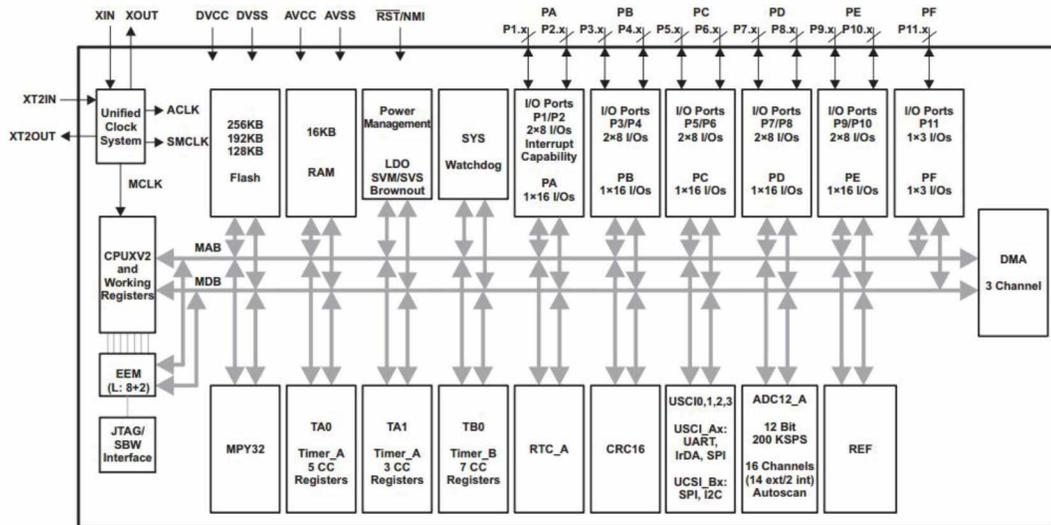 XIN XOUT DVCC DVSS AVCC AVSS RST/NMI PA PB PC PD PE PF
P1.x P2.x P3.x P4.x P5.x P6.x P7.x P8.x P9.x P10.x P11.x
XT2IN
XT2OUT
Unified
Clock
System
ACLK
SMCLK
MCLK
256KB
192KB
128KB
Flash
16KB
RAM
Power
Management
LDO
SVM/SVS
Brownout
SYS
Watchdog
I/O Ports
P1/P2
2×8 I/Os
Interrupt
Capability
PA
1×16 I/Os
I/O Ports
P3/P4
2×8 I/Os
PB
1×16 I/Os
I/O Ports
P5/P6
2×8 I/Os
PC
1×16 I/Os
I/O Ports
P7/P8
2×8 I/Os
PD
1×16 I/Os
I/O Ports
P9/P10
2×8 I/Os
PE
1×16 I/Os
I/O Ports
P11
1×3 I/Os
PF
1×3 I/Os
CPUXV2
and
Working
Registers
MAB
MDB
DMA
3 Channel
EEM
(L: 8+2)
JTAG/
SBW
Interface
MPY32
TA0
Timer_A
5 CC
Registers
TA1
Timer_A
3 CC
Registers
TB0
Timer_B
7 CC
Registers
RTC_A
CRC16
USCI0,1,2,3
USCI_Ax:
UART,
IrDA, SPI
UCSI_Bx:
SPI, I2C
ADC12_A
12 Bit
200 KSPS
16 Channels
(14 ext/2 int)
Autoscan
REF